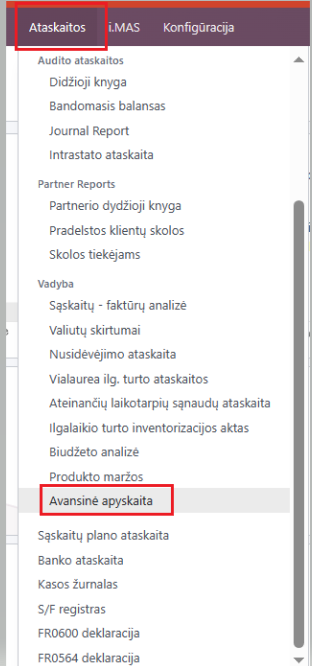 Ataskaitos i.MAS Konfigūracija
Audito ataskaitos
Didžioji knyga
Bandomasis balansas
Journal Report
Intrastato ataskaita
Partner Reports
Partnerio dydžioji knyga
Pradelstos klientų skolos
Skolos tiekėjams
Vadyba
Sąskaitų - faktūrų analizė
Valiutų skirtumai
Nusidėvėjimo ataskaita
Vialaurea ilg. turto ataskaitos
Ateinančių laikotarpių sąnaudų ataskaita
Ilgalaikio turto inventorizacijos aktas
Biudžeto analizė
Produkto maržos
Avansinė apyskaita
Sąskaitų plano ataskaita
Banko ataskaita
Kasos žurnalas
S/F registras
FR0600 deklaracija
FR0564 deklaracija